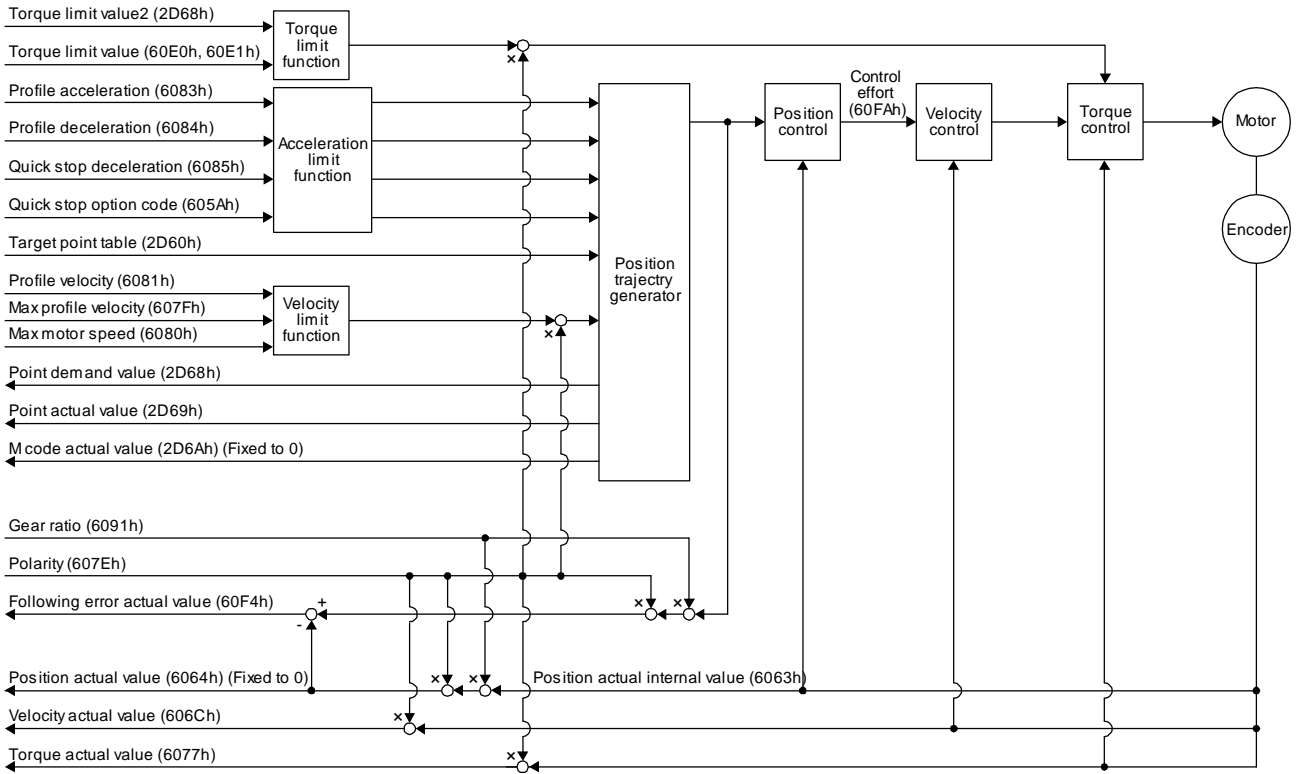 Torque limit value2 (2D68h)
Torque limit value (60E0h, 60E1h)
Torque
limit
function
×
Profile acceleration (6083h)
Profile deceleration (6084h)
Quick stop deceleration (6085h)
Quick stop option code (605Ah)
Acceleration
limit
function
Target point table (2D60h)
Profile velocity (6081h)
Max profile velocity (607Fh)
Max motor speed (6080h)
Velocity
limit
function
×
Position
trajectry
generator
Position
control
Control
effort
(60FAh)
Velocity
control
Torque
control
Motor
Encoder
Point demand value (2D68h)
Point actual value (2D69h)
M code actual value (2D6Ah) (Fixed to 0)
Gear ratio (6091h)
Polarity (607Eh)
Following error actual value (60F4h)
+
-
×
×
Position actual value (6064h) (Fixed to 0)
×
×
Position actual internal value (6063h)
Velocity actual value (606Ch)
×
Torque actual value (6077h)
×